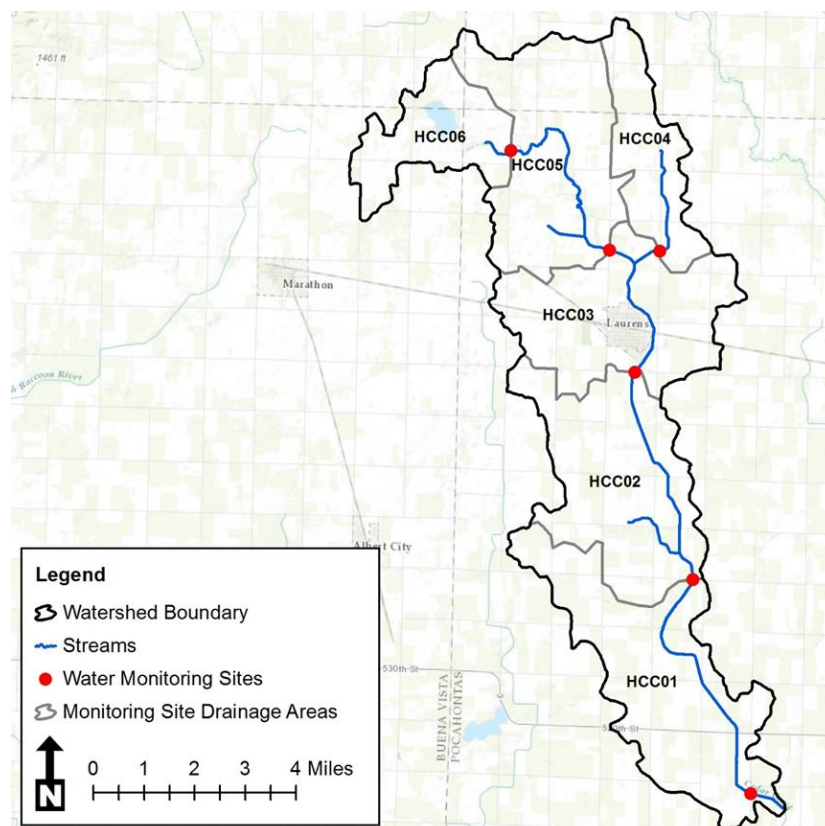 1461 ft
HCC06
HCC04
HCC05
Marathon
HCC03
Laurens
Raccoon River
HCC02
Albert City
Legend
Watershed Boundary
Streams
Water Monitoring Sites
Monitoring Site Drainage Areas
N
0 1 2 3 4 Miles
530th St
HCC01
BUENA VISTA
POCAHONTAS